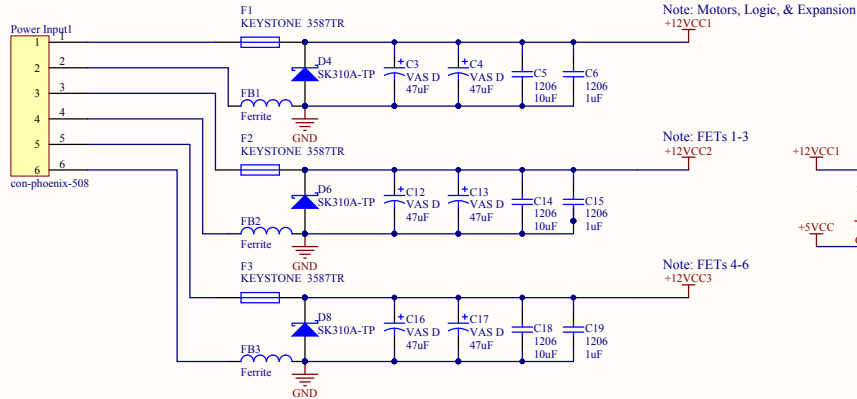 Note: Motors, Logic, & Expansion
+12VCC1
F1
KEYSTONE 3587TR
Power Input1
1
1
2
2
3
3
4
4
5
5
6
6
con-phoenix-508
D4
SK310A-TP
C3
VAS D
47uF
C4
VAS D
47uF
C5
1206
10uF
C6
1206
1uF
FB1
Ferrite
GND
F2
KEYSTONE 3587TR
Note: FETs 1-3
+12VCC2
D6
SK310A-TP
C12
VAS D
47uF
C13
VAS D
47uF
C14
1206
10uF
C15
1206
1uF
FB2
Ferrite
GND
+12VCC1
+5VCC
F3
KEYSTONE 3587TR
Note: FETs 4-6
+12VCC3
D8
SK310A-TP
C16
VAS D
47uF
C17
VAS D
47uF
C18
1206
10uF
C19
1206
1uF
FB3
Ferrite
GND